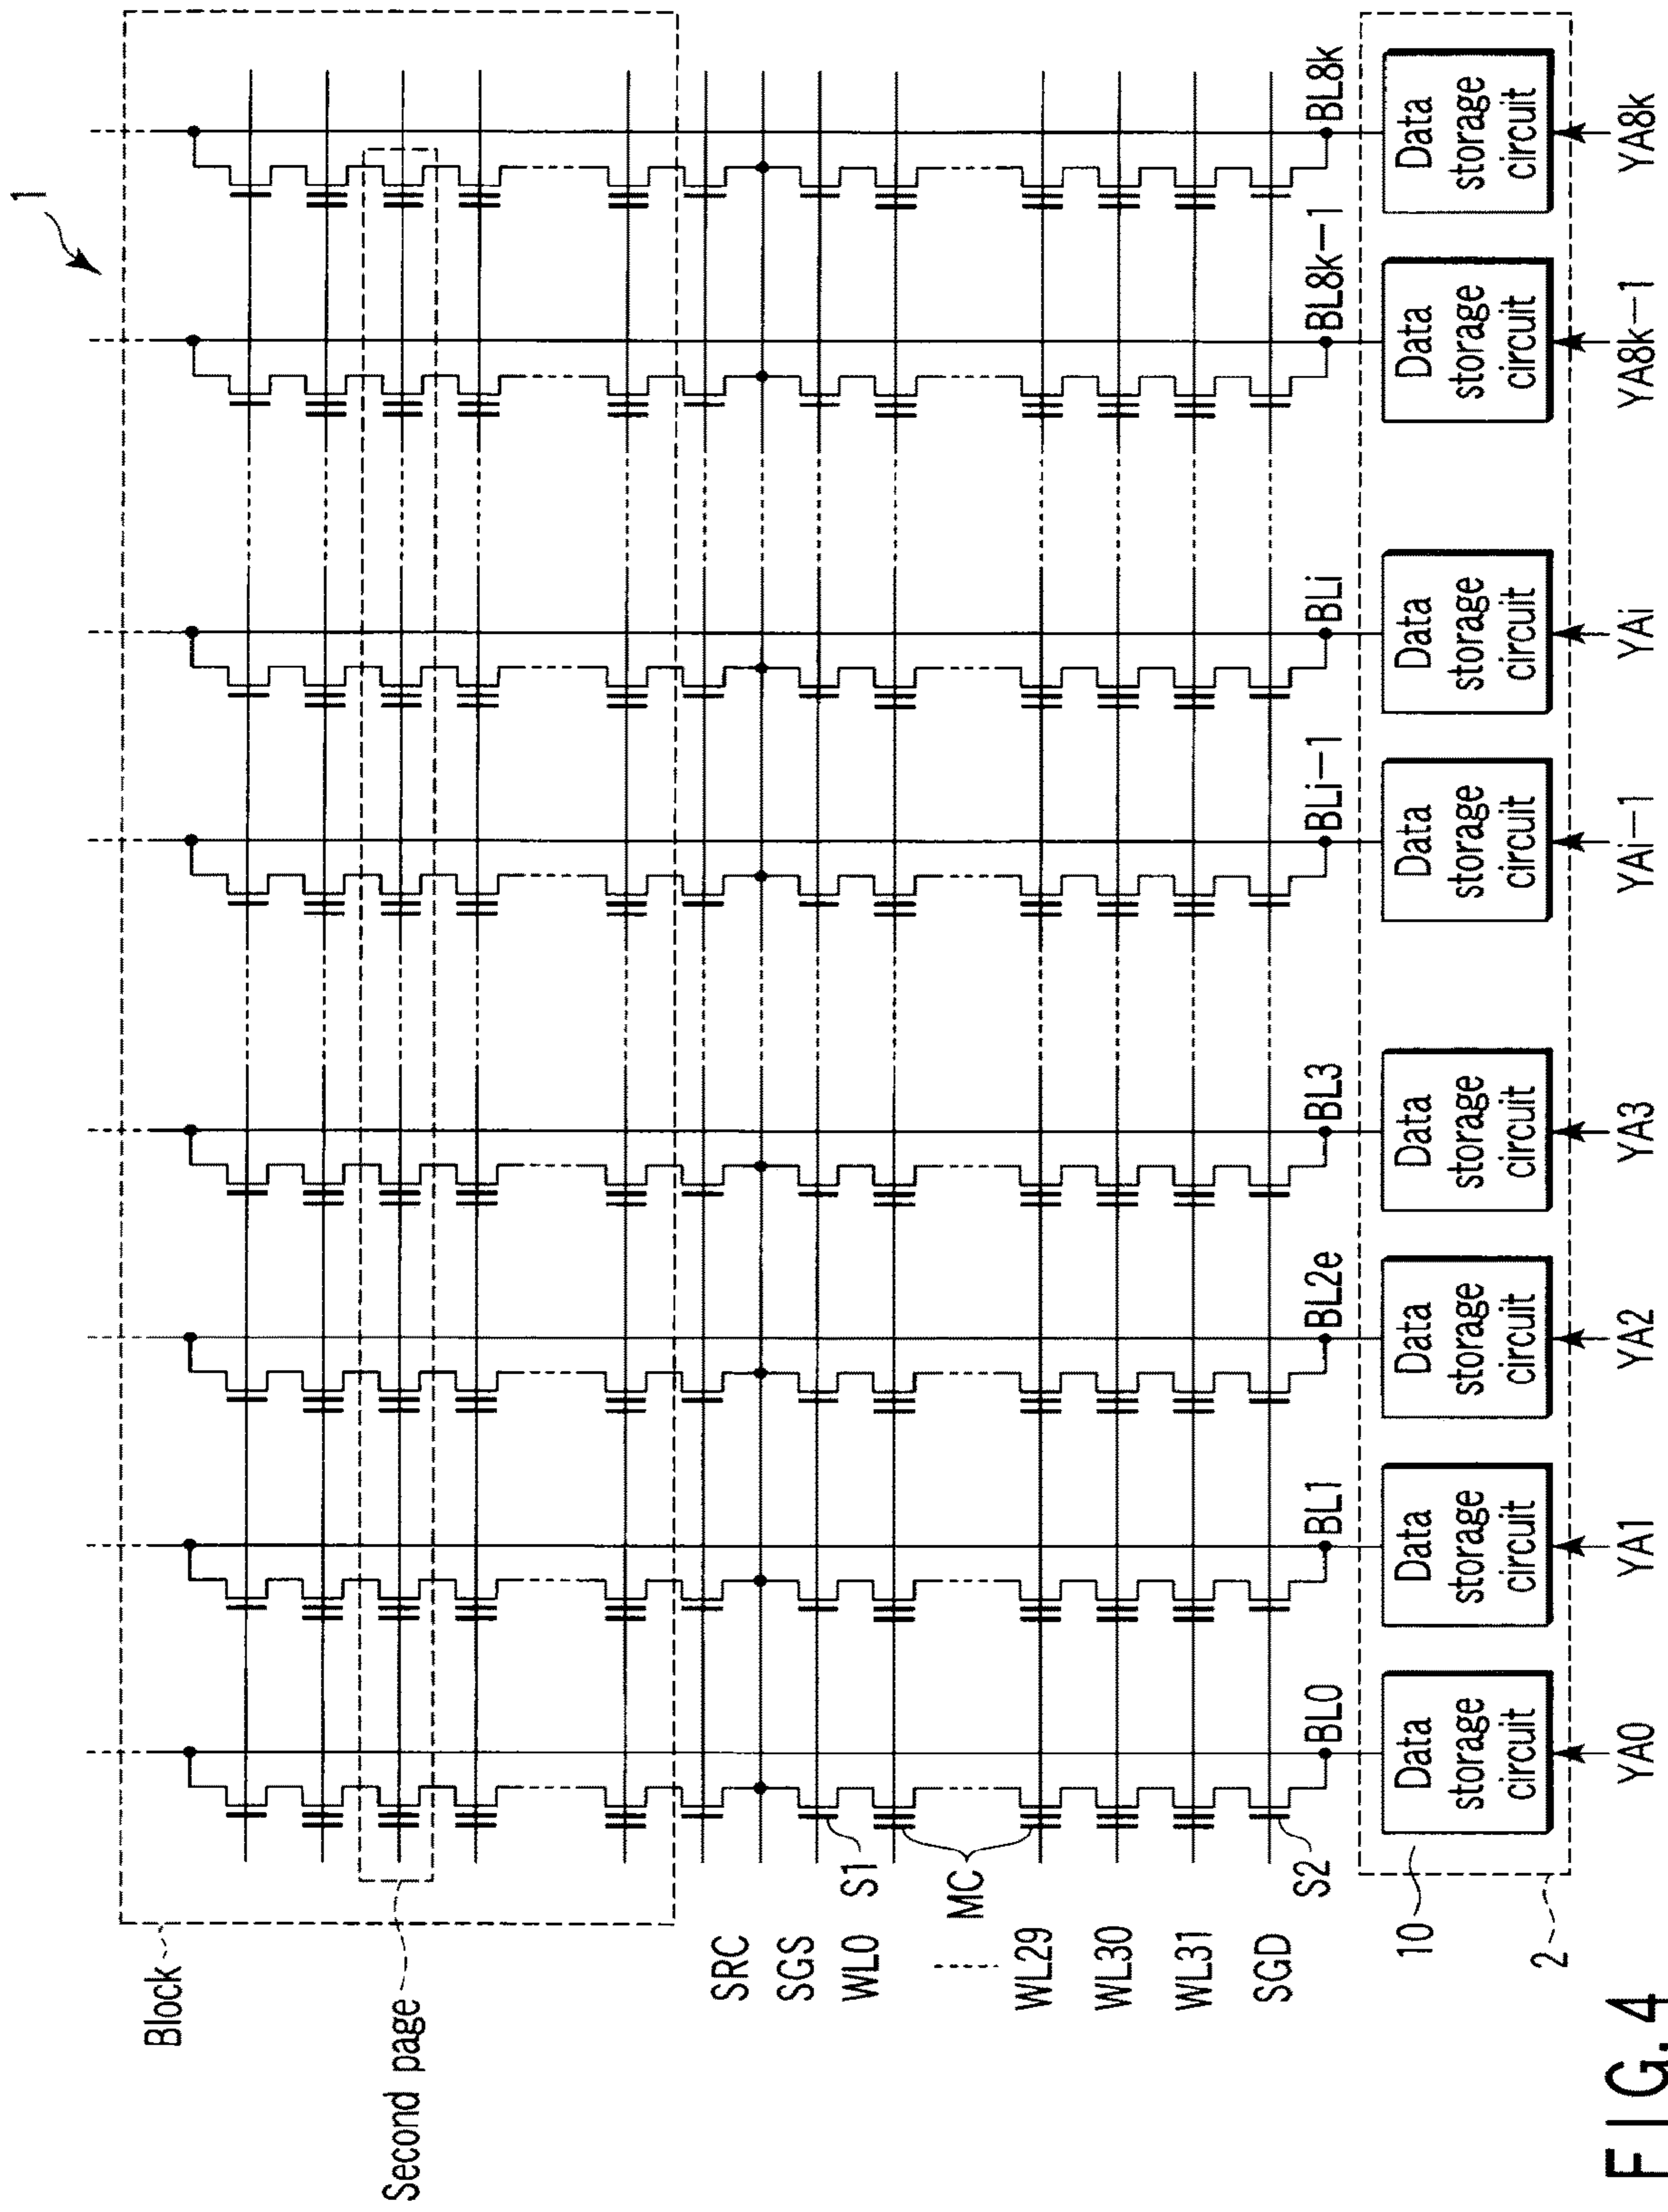 1
Block
Second page
SRC
SGS
WL0
WL29
WL30
WL31
SGD
S1
MC
S2
BL0
BL1
BL2e
BL3
BLi−1
BLi
BL8k−1
BL8k
10
2
Data
storage
circuit
Data
storage
circuit
Data
storage
circuit
Data
storage
circuit
Data
storage
circuit
Data
storage
circuit
Data
storage
circuit
Data
storage
circuit
YA0
YA1
YA2
YA3
YAi−1
YAi
YA8k−1
YA8k
FIG. 4